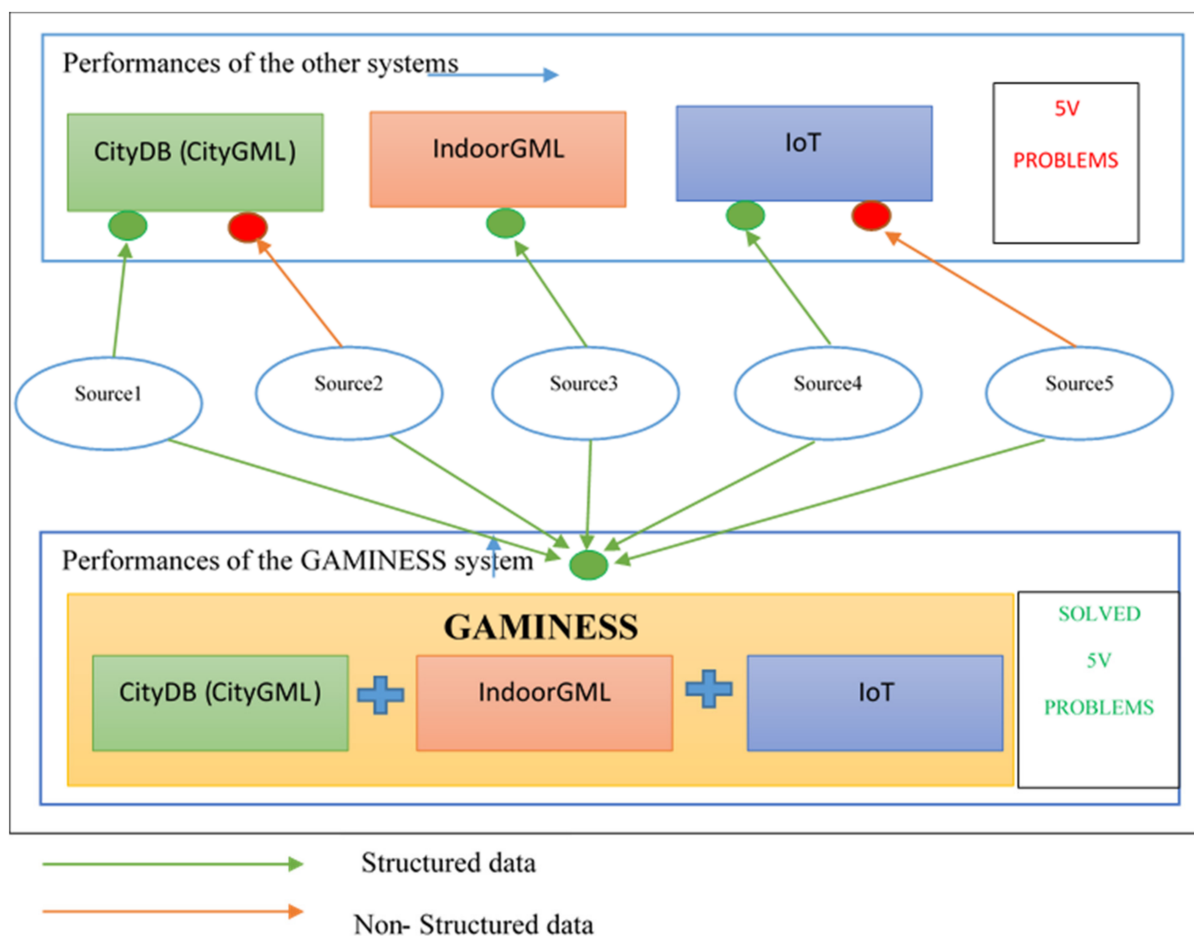 Performances of the other systems
CityDB (CityGML)
IndoorGML
IoT
5V
PROBLEMS
Source1
Source2
Source3
Source4
Source5
Performances of the GAMINESS system
GAMINESS
CityDB (CityGML)
IndoorGML
IoT
SOLVED
5V
PROBLEMS
Structured data
Non- Structured data